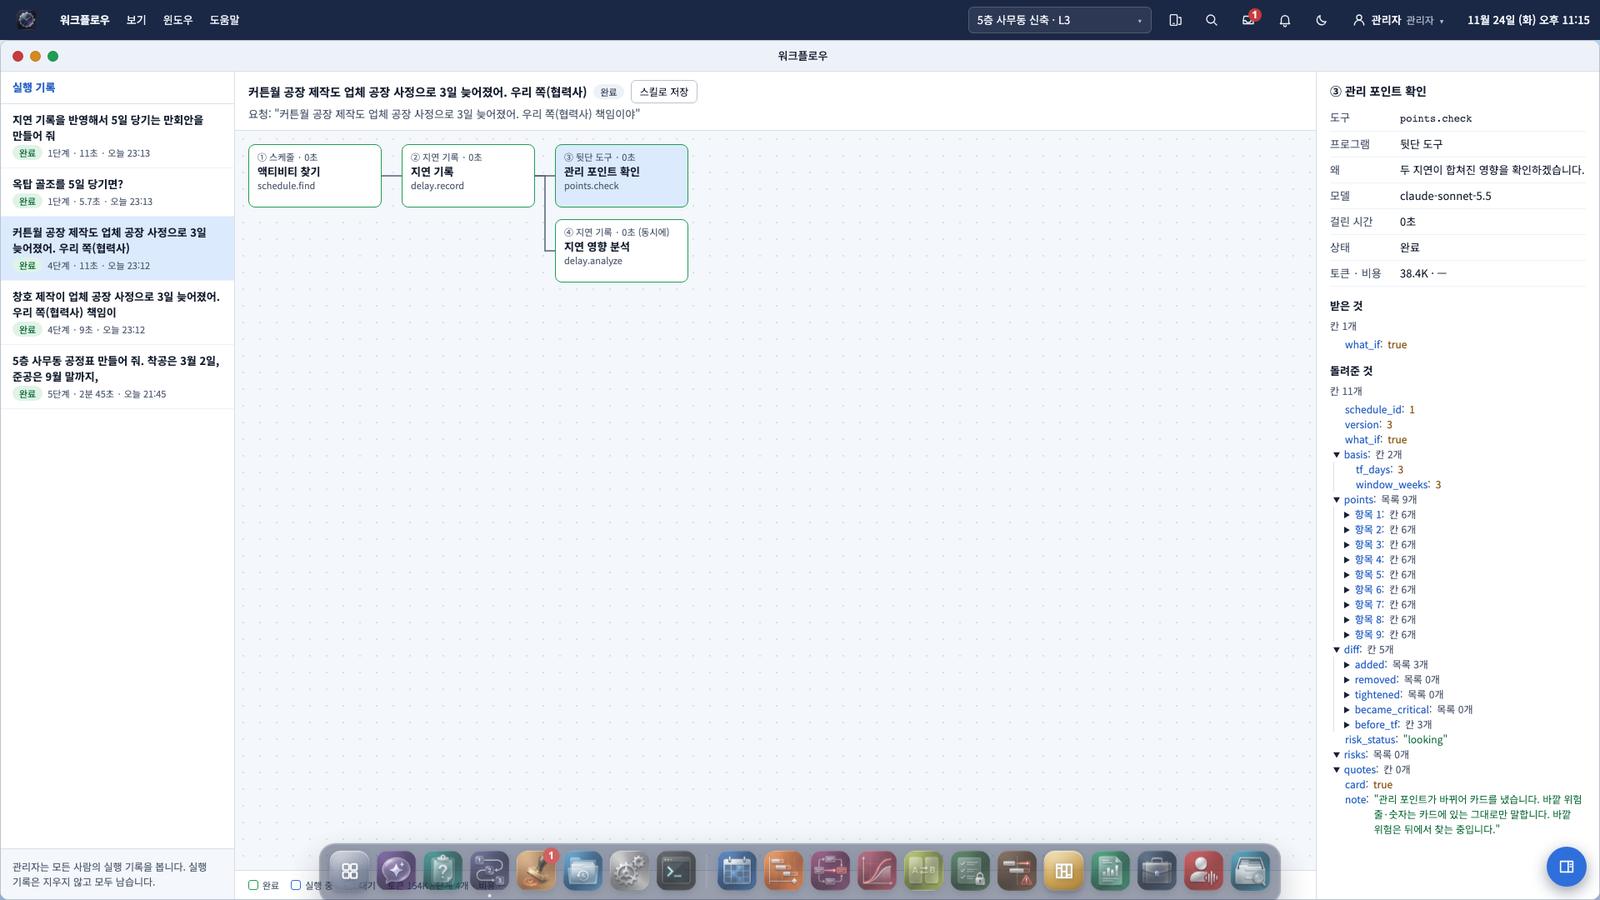 워크플로우 보기 윈도우 도움말
5층 사무동 신축 · L3
1
관리자 관리자
11월 24일 (화) 오후 11:15
워크플로우
실행 기록
지연 기록을 반영해서 5일 당기는 만회안을
만들어 줘
완료 1단계 · 11초 · 오늘 23:13
옥탑 골조를 5일 당기면?
완료 1단계 · 5.7초 · 오늘 23:13
커튼월 공장 제작도 업체 공장 사정으로 3일
늦어졌어. 우리 쪽(협력사)
완료 4단계 · 11초 · 오늘 23:12
창호 제작이 업체 공장 사정으로 3일 늦어졌어.
우리 쪽(협력사) 책임이
완료 4단계 · 9초 · 오늘 23:12
5층 사무동 공정표 만들어 줘. 착공은 3월 2일,
준공은 9월 말까지,
완료 5단계 · 2분 45초 · 오늘 21:45
관리자는 모든 사람의 실행 기록을 봅니다. 실행
기록은 지우지 않고 모두 남습니다.
커튼월 공장 제작도 업체 공장 사정으로 3일 늦어졌어. 우리 쪽(협력사) 완료 스킬로 저장
요청: "커튼월 공장 제작도 업체 공장 사정으로 3일 늦어졌어. 우리 쪽(협력사) 책임이야"
① 스케줄 · 0초
액티비티 찾기
schedule.find
② 지연 기록 · 0초
지연 기록
delay.record
③ 뒷단 도구 · 0초
관리 포인트 확인
points.check
④ 지연 기록 · 0초 (동시에)
지연 영향 분석
delay.analyze
완료 실행 중 대기 토큰 154K 단계 4개
1
③ 관리 포인트 확인
도구 points.check
프로그램 뒷단 도구
왜 두 지연이 합쳐진 영향을 확인하겠습니다.
모델 claude-sonnet-5.5
걸린 시간 0초
상태 완료
토큰 · 비용 38.4K · —
받은 것
칸 1개
what_if: true
돌려준 것
칸 11개
schedule_id: 1
version: 3
what_if: true
basis: 칸 2개
tf_days: 3
window_weeks: 3
points: 목록 9개
항목 1: 칸 6개
항목 2: 칸 6개
항목 3: 칸 6개
항목 4: 칸 6개
항목 5: 칸 6개
항목 6: 칸 6개
항목 7: 칸 6개
항목 8: 칸 6개
항목 9: 칸 6개
diff: 칸 5개
added: 목록 3개
removed: 목록 0개
tightened: 목록 0개
became_critical: 목록 0개
before_tf: 칸 3개
risk_status: "looking"
risks: 목록 0개
quotes: 칸 0개
card: true
note: "관리 포인트가 바뀌어 카드를 냈습니다. 바깥 위험
줄·숫자는 카드에 있는 그대로만 말합니다. 바깥
위험은 뒤에서 찾는 중입니다."